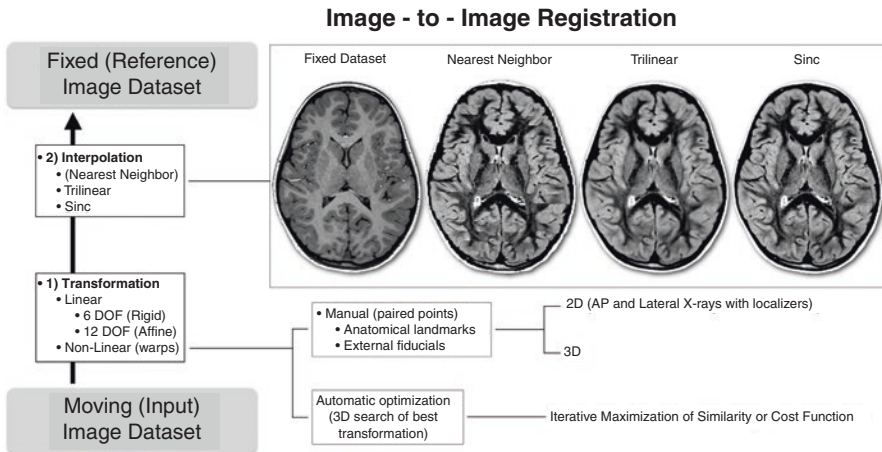 Image - to - Image Registration
Fixed (Reference)
Image Dataset
Fixed Dataset
Nearest Neighbor
Trilinear
Sinc
• 2) Interpolation
• (Nearest Neighbor)
• Trilinear
• Sinc
• 1) Transformation
• Linear
• 6 DOF (Rigid)
• 12 DOF (Affine)
• Non-Linear (warps)
• Manual (paired points)
• Anatomical landmarks
• External fiducials
2D (AP and Lateral X-rays with localizers)
3D
Automatic optimization
(3D search of best
transformation)
Iterative Maximization of Similarity or Cost Function
Moving (Input)
Image Dataset